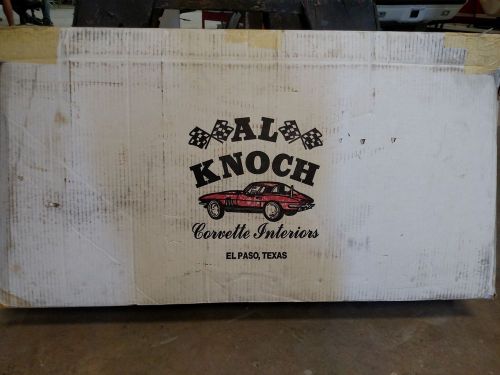 AL
KNOCH
Corvette Interiors
EL PASO, TEXAS